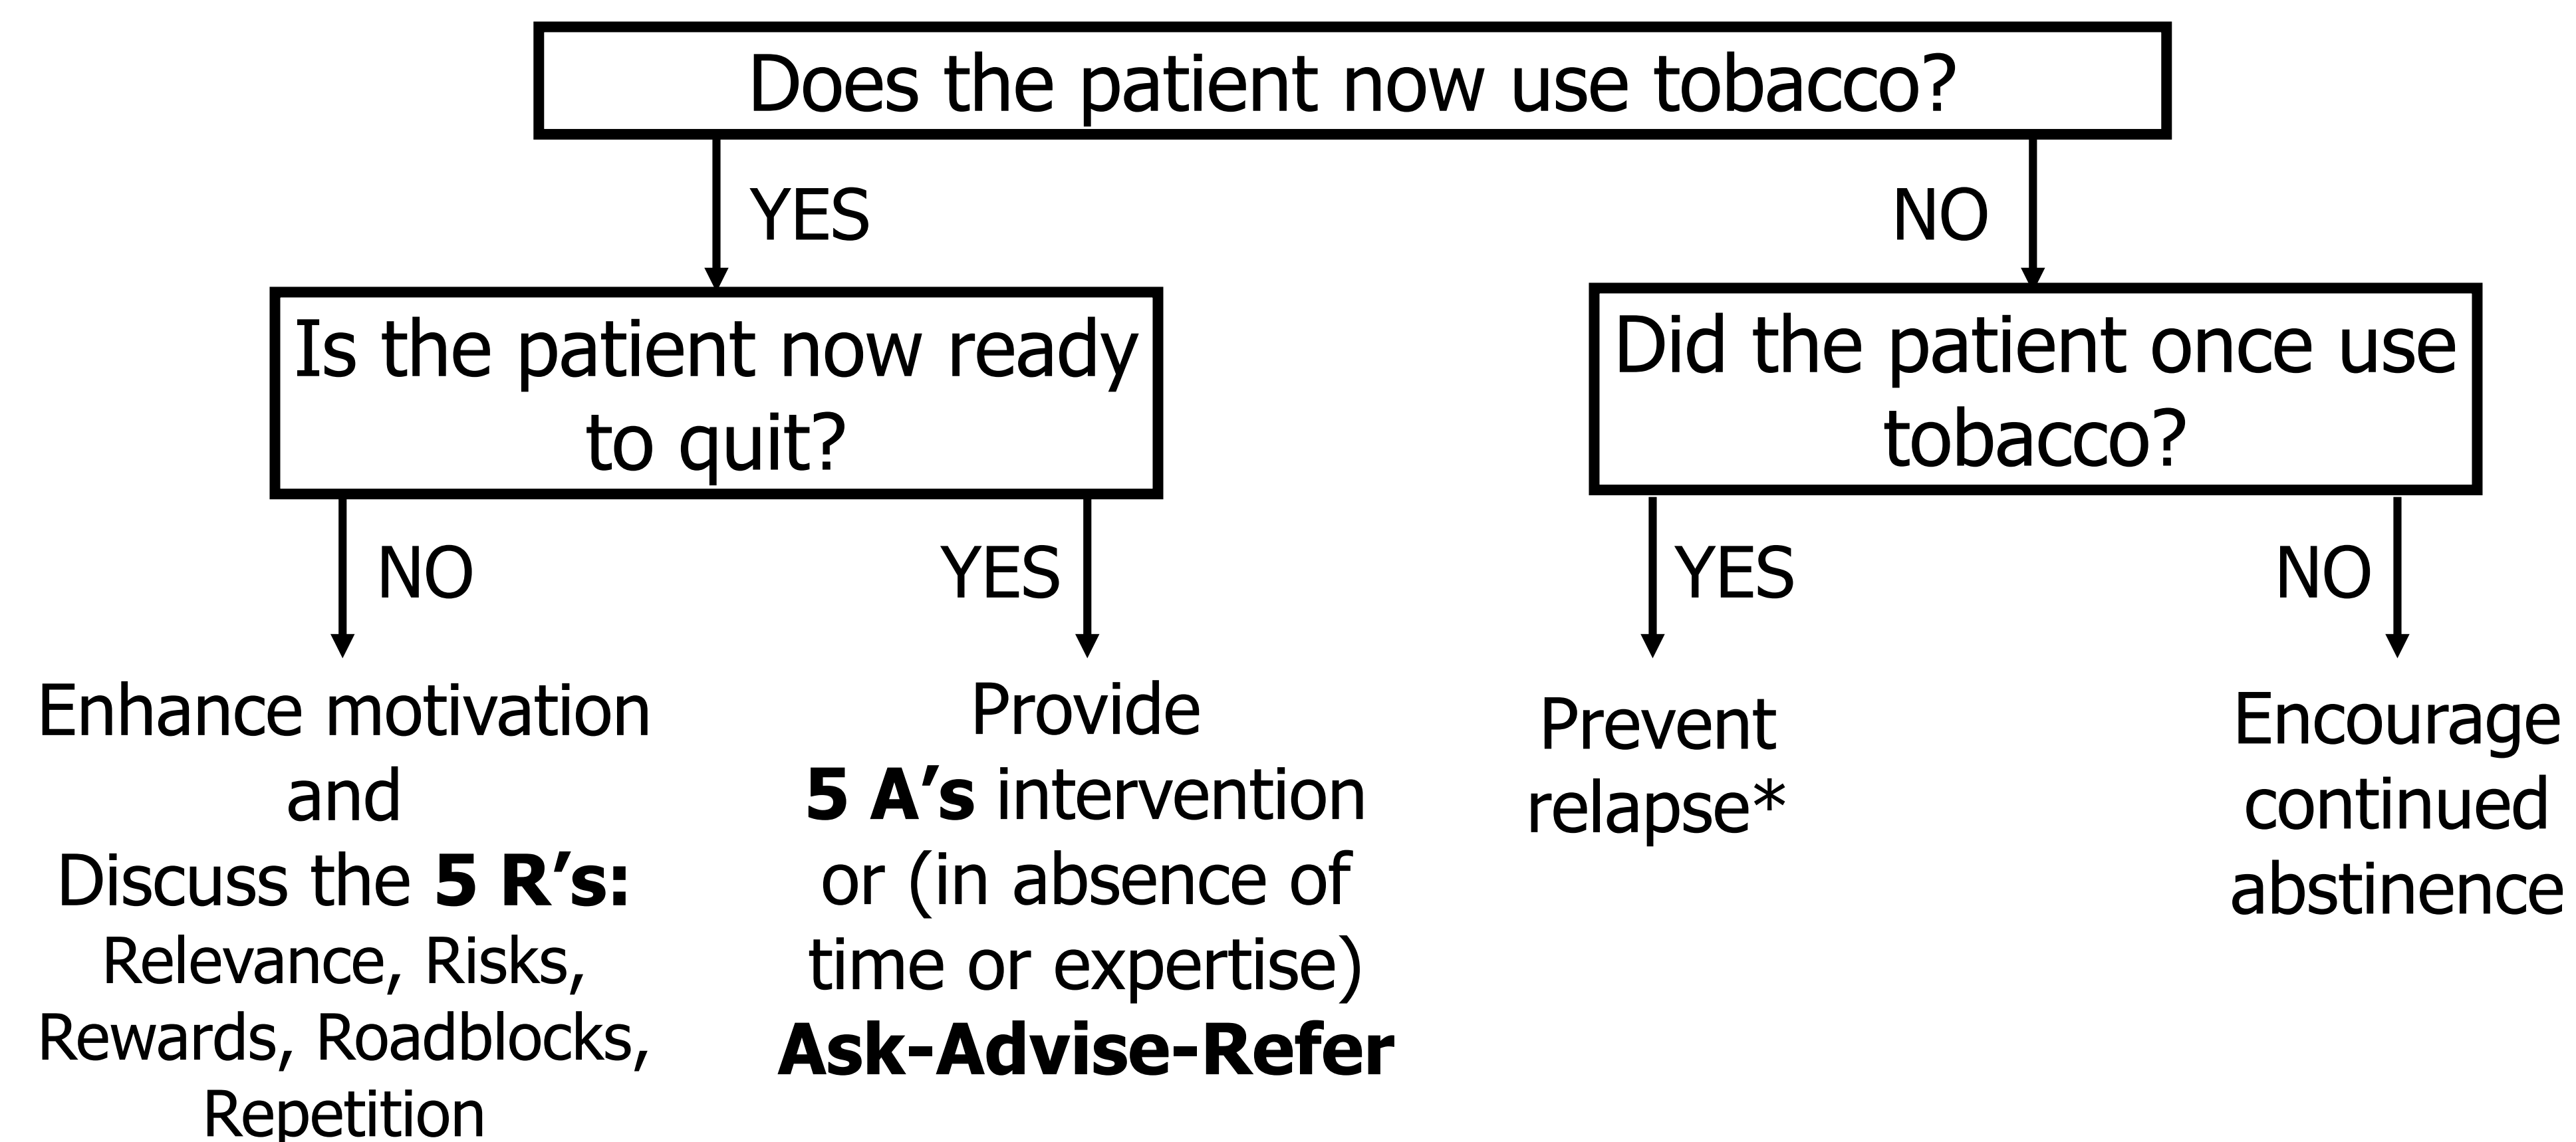 Does the patient now use tobacco?
YES
NO
Is the patient now ready
to quit?
Did the patient once use
tobacco?
NO
YES
YES
NO
Enhance motivation
and
Discuss the 5 R’s:
Relevance, Risks,
Rewards, Roadblocks,
Repetition
Provide
5 A’s intervention
or (in absence of
time or expertise)
Ask-Advise-Refer
Prevent
relapse*
Encourage
continued
abstinence